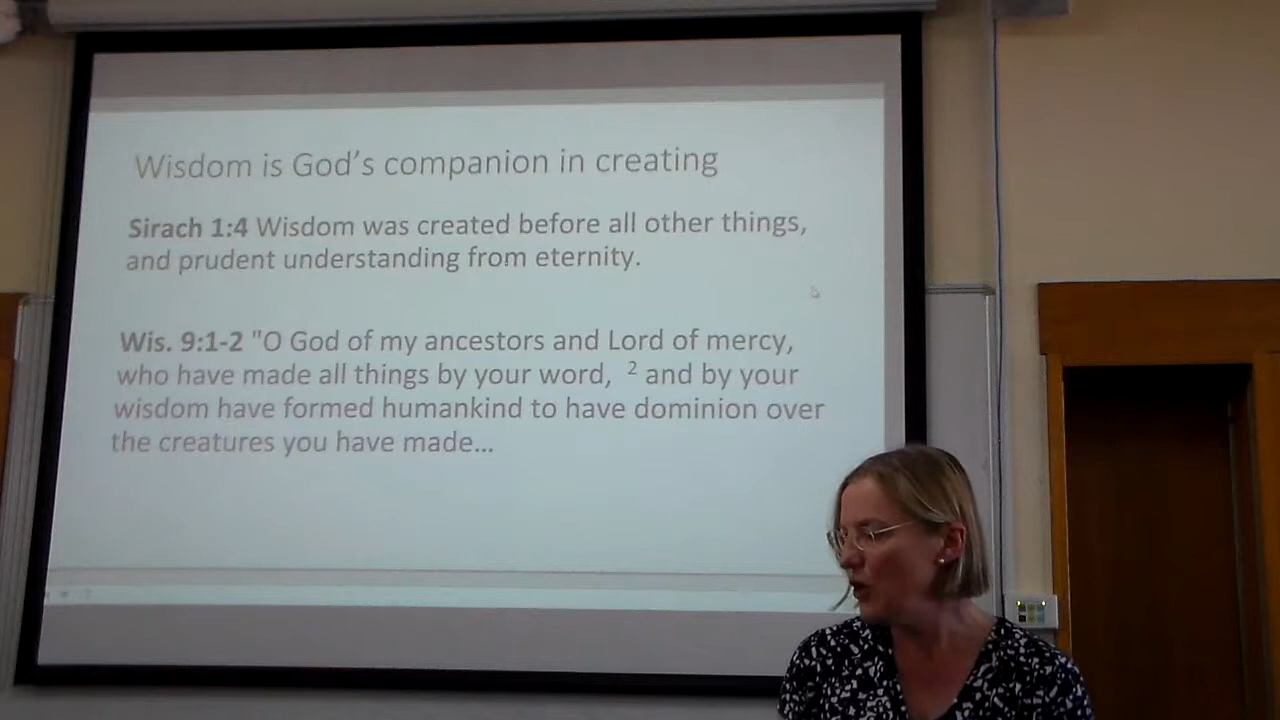 Wisdom is God's companion in creating
Sirach 1:4 Wisdom was created before all other things,
and prudent understanding from eternity.
Wis. 9:1-2 "O God of my ancestors and Lord of mercy,
who have made all things by your word, ² and by your
wisdom have formed humankind to have dominion over
the creatures you have made...